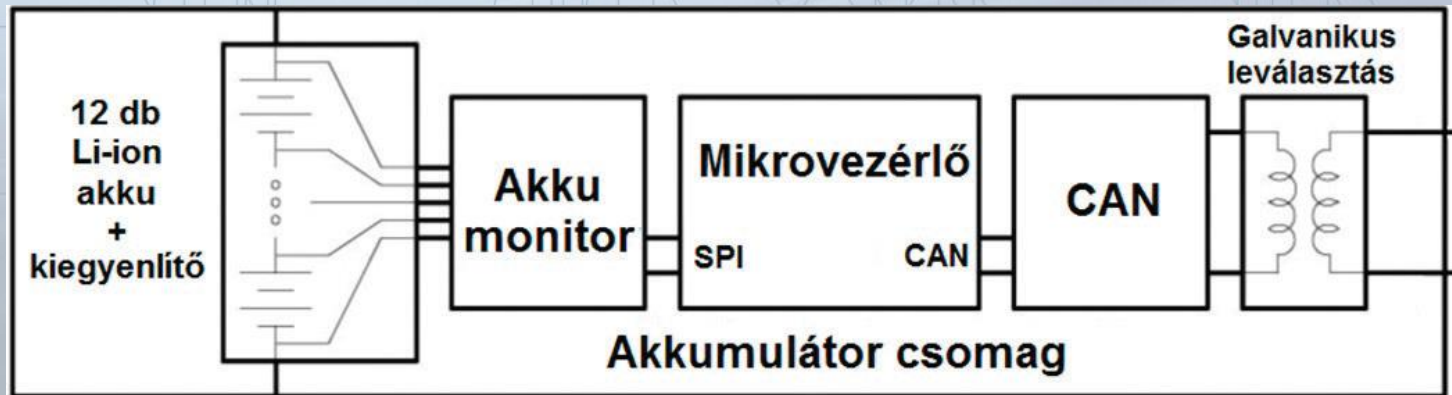 12 db
Li-ion
akku
+
kiegyenlítő
Akku
monitor
Mikrovezérlő
SPI
CAN
CAN
Galvanikus
leválasztás
Akkumulátor csomag